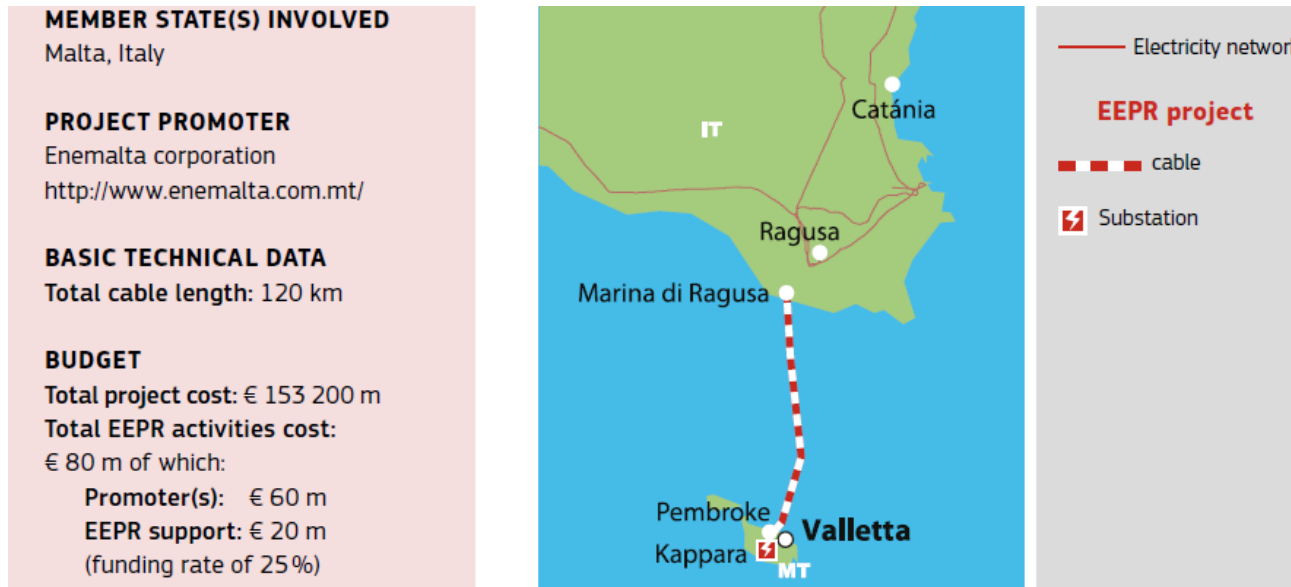 MEMBER STATE(S) INVOLVED
Malta, Italy
PROJECT PROMOTER
Enemalta corporation
http://www.enemalta.com.mt/
BASIC TECHNICAL DATA
Total cable length: 120 km
BUDGET
Total project cost: € 153 200 m
Total EEPR activities cost:
€ 80 m of which:
Promoter(s): € 60 m
EEPR support: € 20 m
(funding rate of 25 %)
Catánia
IT
Ragusa
Marina di Ragusa
Pembroke
Valletta
Kappara
MT
Electricity networ
EEPR project
cable
Substation